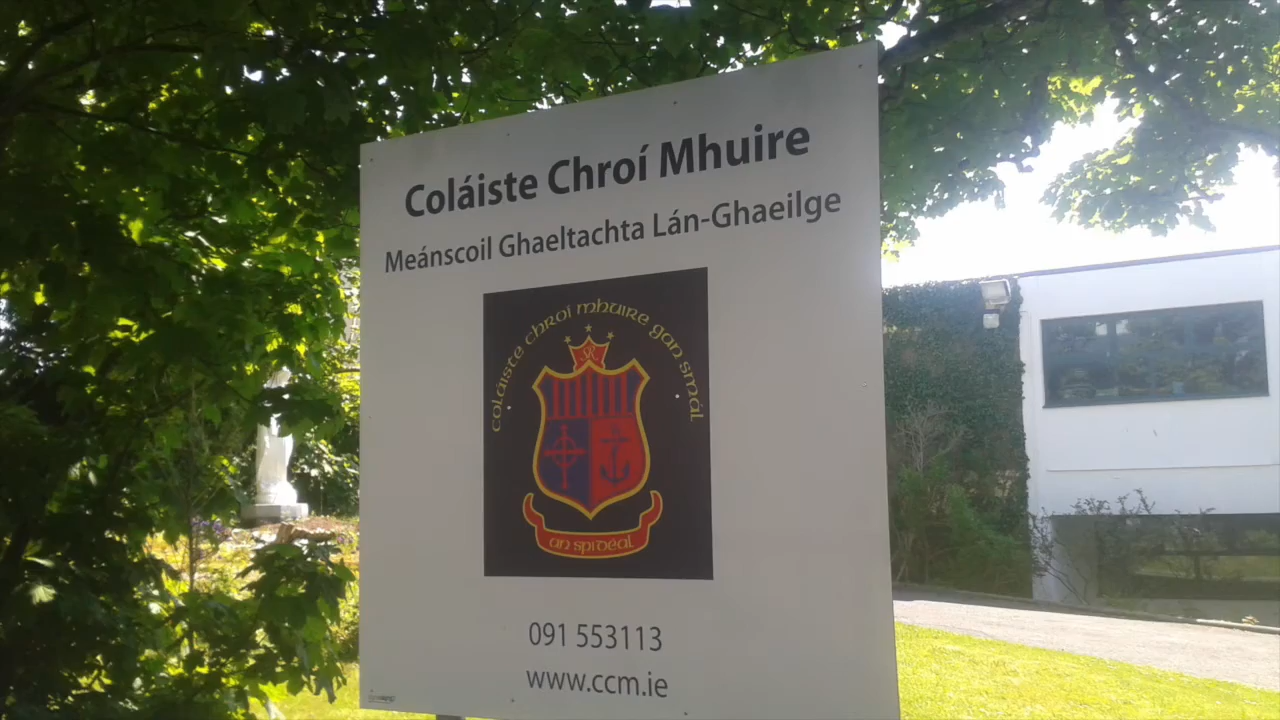 Coláiste Chroí Mhuire
Meánscoil Ghaeltachta Lán-Ghaeilge
coláiste chroí mhuire gan smál
an spidéal
091 553113
www.ccm.ie